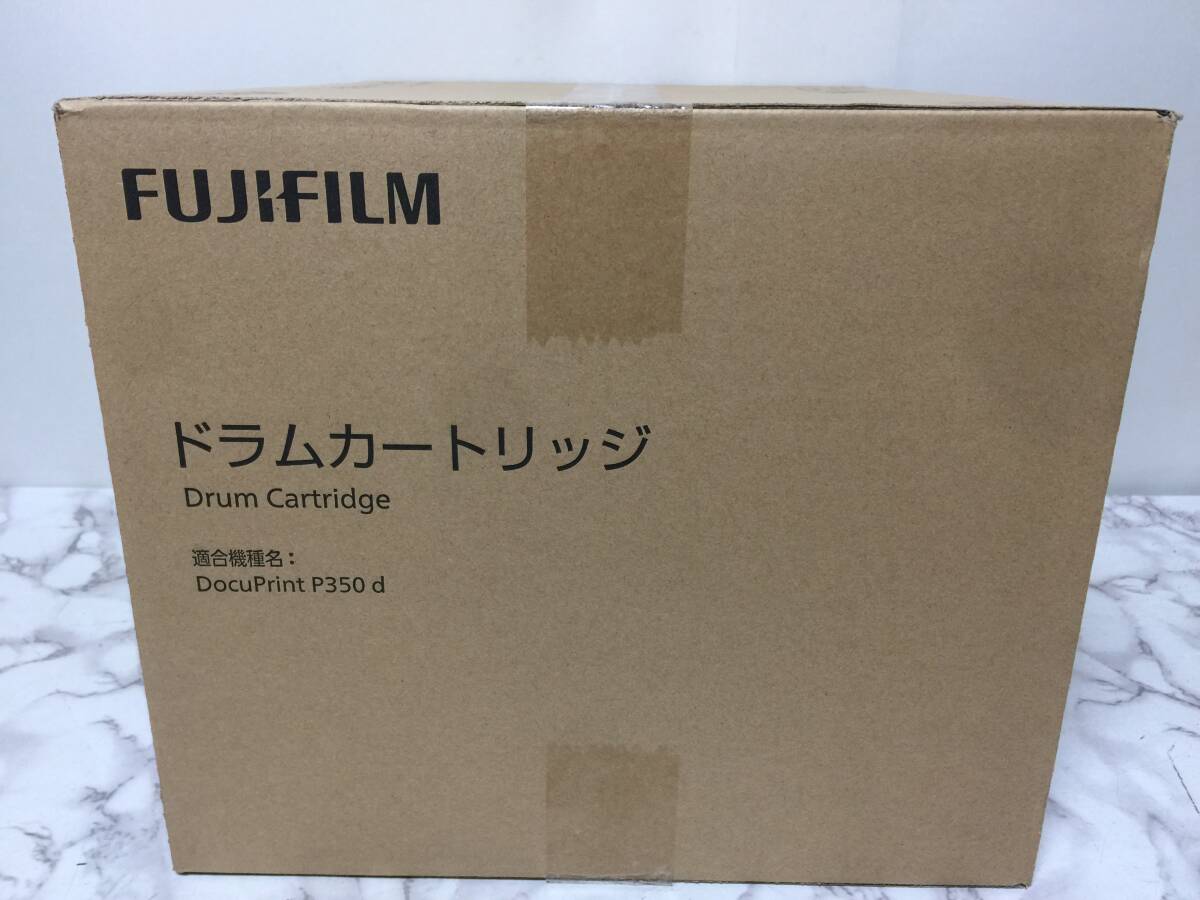 FUJIFILM
ドラムカートリッジ
Drum Cartridge
適合機種名：
DocuPrint P350 d